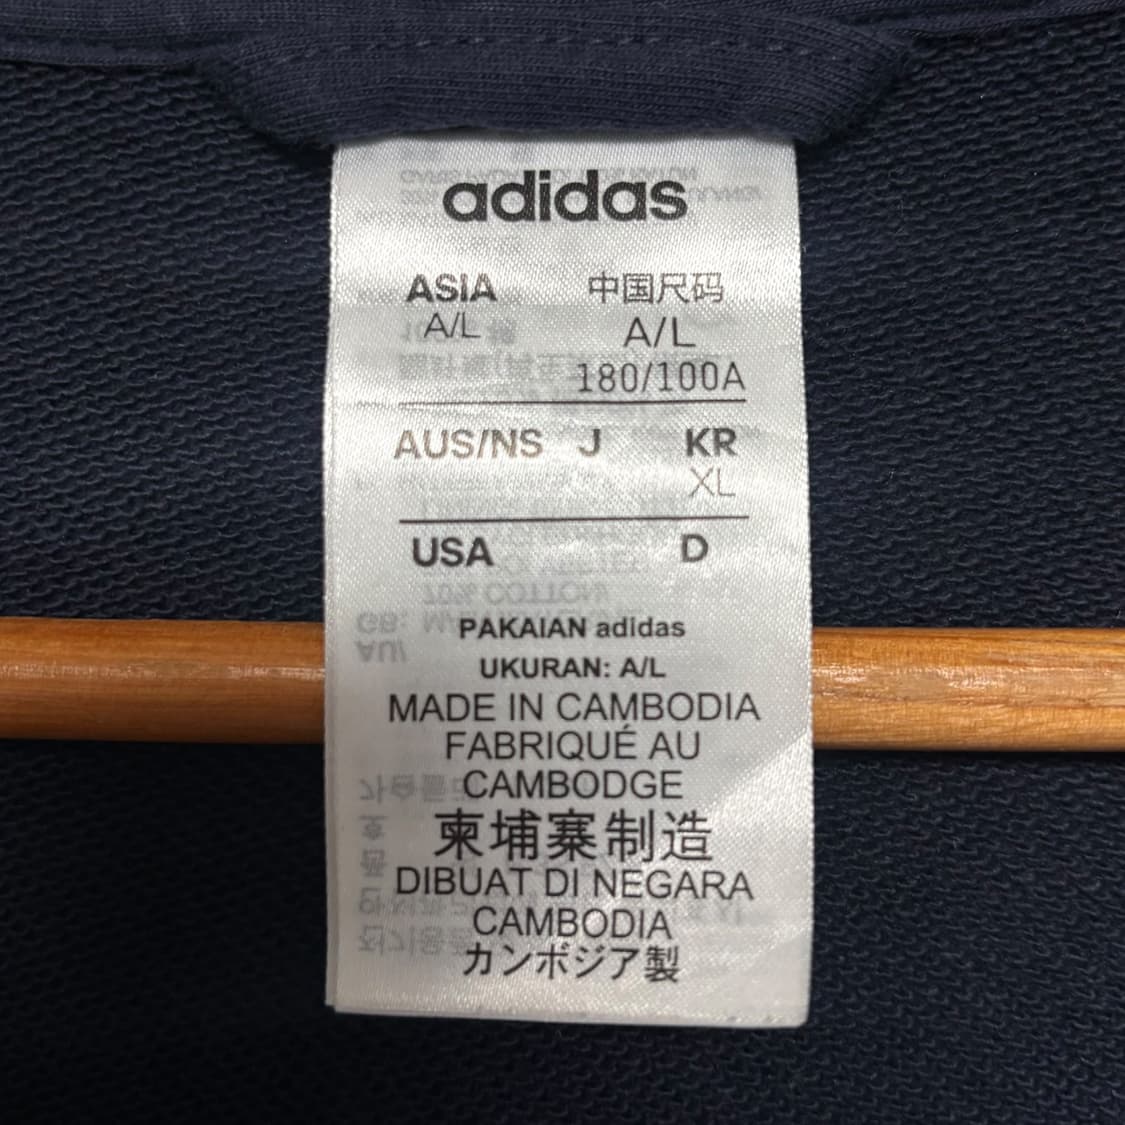 adidas
ASIA 中国尺码
A/L A/L
180/100A
AUS/NS J KR
XL
USA D
PAKAIAN adidas
UKURAN: A/L
MADE IN CAMBODIA
FABRIQUÉ AU
CAMBODGE
柬埔寨制造
DIBUAT DI NEGARA
CAMBODIA
カンボジア製